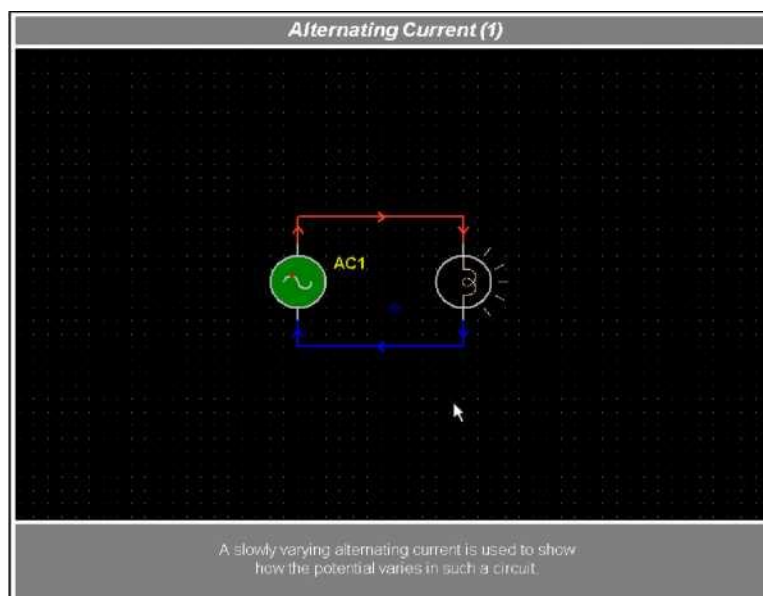 Alternating Current (1)
AC1
A slowly varying alternating current is used to show
how the potential varies in such a circuit.